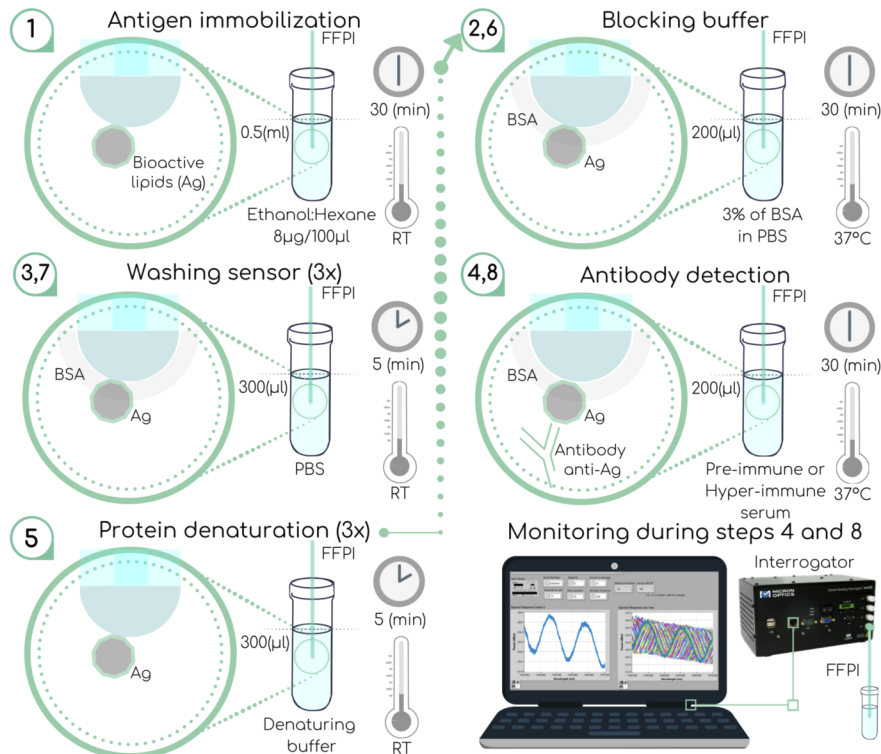 1
Antigen immobilization
FFPI
30 (min)
0.5(ml)
Bioactive
lipids (Ag)
Ethanol:Hexane
8µg/100µl
RT
2,6
Blocking buffer
FFPI
30 (min)
BSA
200(µl)
Ag
3% of BSA
in PBS
37°C
3,7
Washing sensor (3x)
FFPI
5 (min)
BSA
300(µl)
Ag
PBS
RT
4,8
Antibody detection
FFPI
30 (min)
BSA
200(µl)
Ag
Antibody
anti-Ag
Pre-immune or
Hyper-immune
serum
37°C
5
Protein denaturation (3x)
FFPI
5 (min)
300(µl)
Ag
Denaturing
buffer
RT
Monitoring during steps 4 and 8
Interrogator
MICRON
OPTICS
FFPI